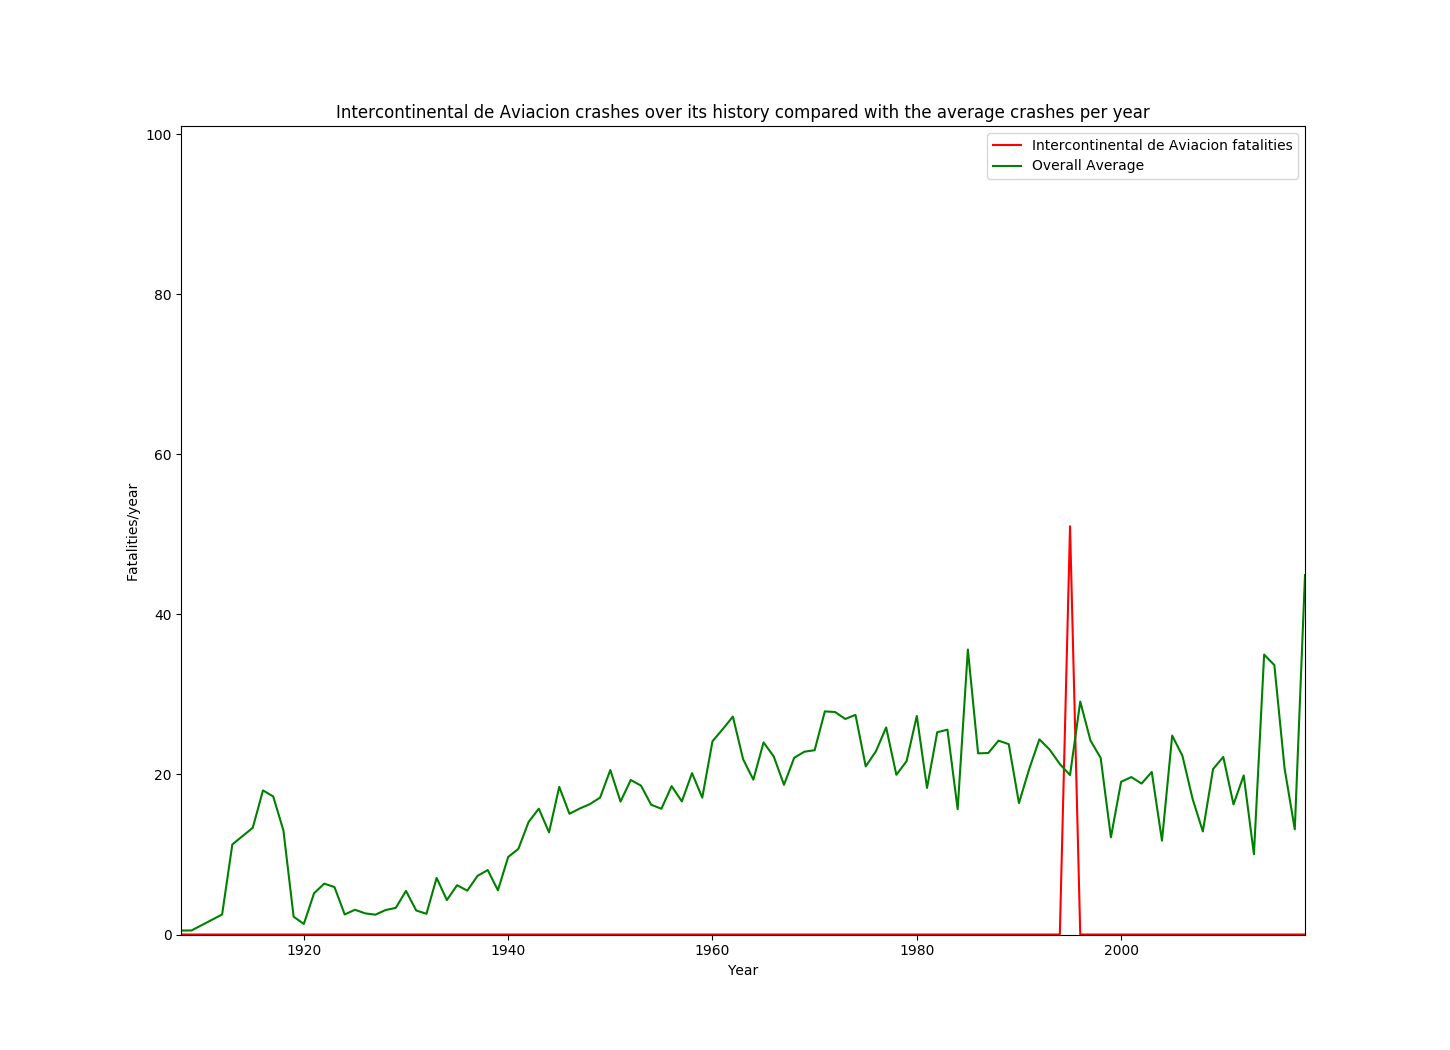 Intercontinental de Aviacion crashes over its history compared with the average crashes per year
Intercontinental de Aviacion fatalities
Overall Average
100
80
60
40
20
0
Fatalities/year
1920 1940 1960 1980 2000
Year